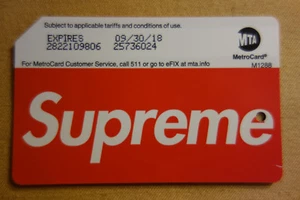 Subject to applicable tariffs and conditions of use.
EXPIRES 09/30/18
2822109806 25736024
MTA
MetroCard®
For MetroCard Customer Service, call 511 or go to eFIX at mta.info
M1288
Supreme